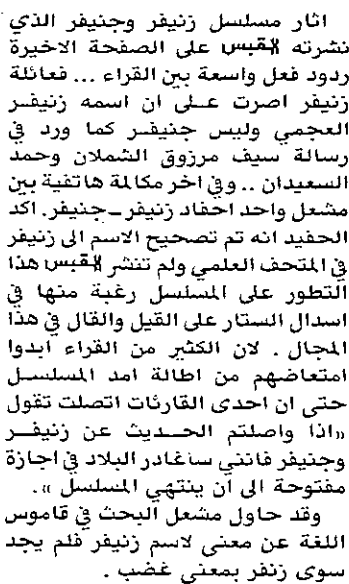 اثار مسلسل زنيفر وجنيفر الذي
نشرته القبس على الصفحة الاخيرة
ردود فعل واسعة بين القراء ... فعائلة
زنيفر اصرت على ان اسمه زنيفر
العجمي وليس جنيفر كما ورد في
رسالة سيف مرزوق الشملان وحمد
السعيدان .. وفي اخر مكالمة هاتفية بين
مشعل واحد احفاد زنيفر ـ جنيفر. اكد
الحفيد انه تم تصحيح الاسم الى زنيفر
في المتحف العلمي ولم تنشر القبس هذا
التطور على المسلسل رغبة منها في
اسدال الستار على القيل والقال في هذا
المجال . لان الكثير من القراء ابدوا
امتعاضهم من اطالة امد المسلسل
حتى ان احدى القارئات اتصلت تقول
«اذا واصلتم الحديث عن زنيفر
وجنيفر فانني سأغادر البلاد في اجازة
مفتوحة الى ان ينتهي المسلسل ».
وقد حاول مشعل البحث في قاموس
اللغة عن معنى لاسم زنيفر فلم يجد
سوى زنفر بمعنى غضب .